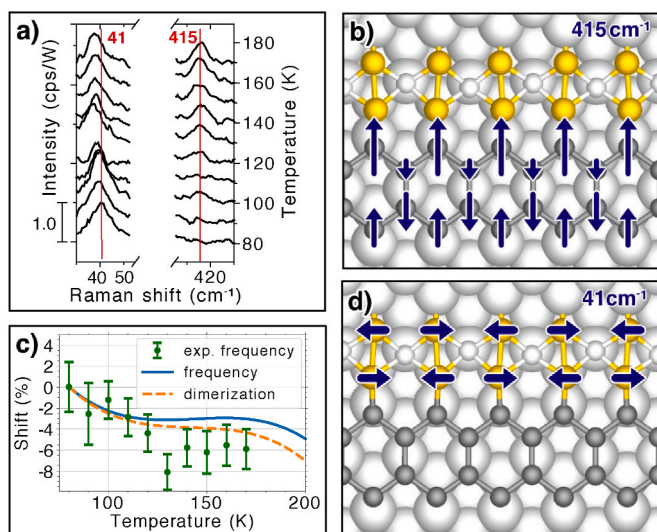 a)
41
415
Intensity (cps/W)
1.0
180
160
140
120
100
80
Temperature (K)
40 50
420
Raman shift (cm⁻¹)
b)
415cm⁻¹
c)
exp. frequency
frequency
dimerization
4
2
0
-2
-4
-6
-8
Shift (%)
100 150 200
Temperature (K)
d)
41cm⁻¹